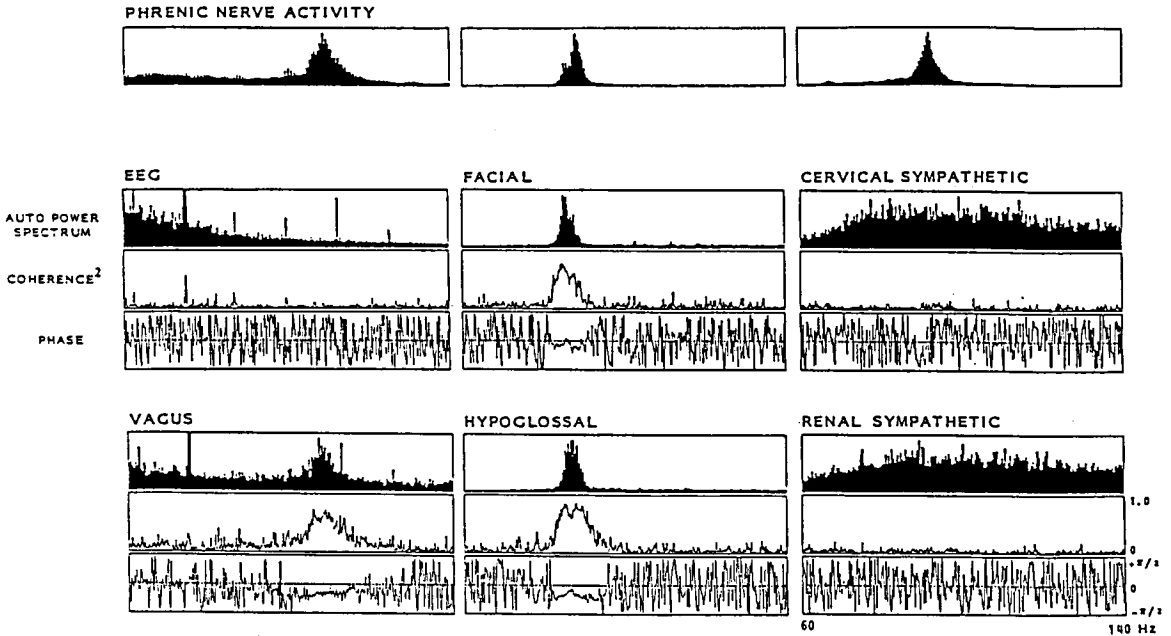 PHRENIC NERVE ACTIVITY
EEG
FACIAL
CERVICAL SYMPATHETIC
AUTO POWER
SPECTRUM
COHERENCE²
PHASE
VAGUS
HYPOGLOSSAL
RENAL SYMPATHETIC
1.0
0
+π/2
0
-π/2
60
140 Hz